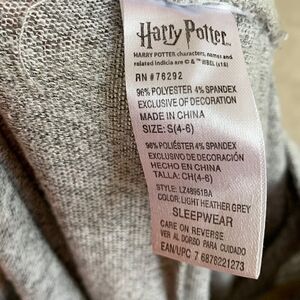 Harry Potter
HARRY POTTER characters, names and
related indicia are © & ™ WBEI. (s18)
RN #76292
96% POLYESTER 4% SPANDEX
EXCLUSIVE OF DECORATION
MADE IN CHINA
SIZE: S(4-6)
96% POLIÉSTER 4% SPANDEX
EXCLUSIVO DE DECORACIÓN
HECHO EN CHINA
TALLA: CH(4-6)
STYLE: LZ48951BA
COLOR: LIGHT HEATHER GREY
SLEEPWEAR
CARE ON REVERSE
VER AL DORSO PARA CUIDADO
EAN/UPC 7 6876221273